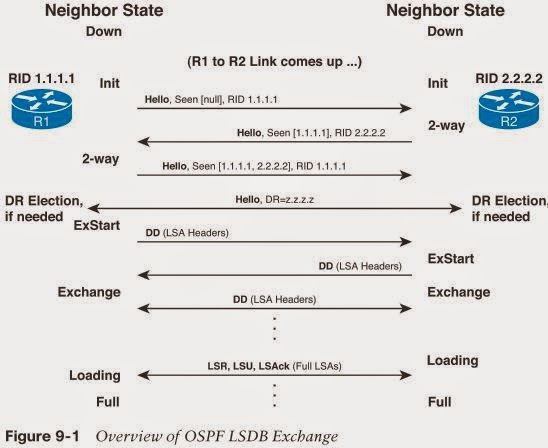 Neighbor State Neighbor State
Down Down
(R1 to R2 Link comes up ...)
RID 1.1.1.1 Init Init RID 2.2.2.2
Hello, Seen [null], RID 1.1.1.1
R1 R2
2-way
Hello, Seen [1.1.1.1], RID 2.2.2.2
2-way
Hello, Seen [1.1.1.1, 2.2.2.2], RID 1.1.1.1
DR Election,
if needed
Hello, DR=z.z.z.z
DR Election,
if needed
ExStart
DD (LSA Headers)
ExStart
DD (LSA Headers)
Exchange Exchange
DD (LSA Headers)
Loading
LSR, LSU, LSAck (Full LSAs)
Loading
Full Full
Figure 9-1 Overview of OSPF LSDB Exchange